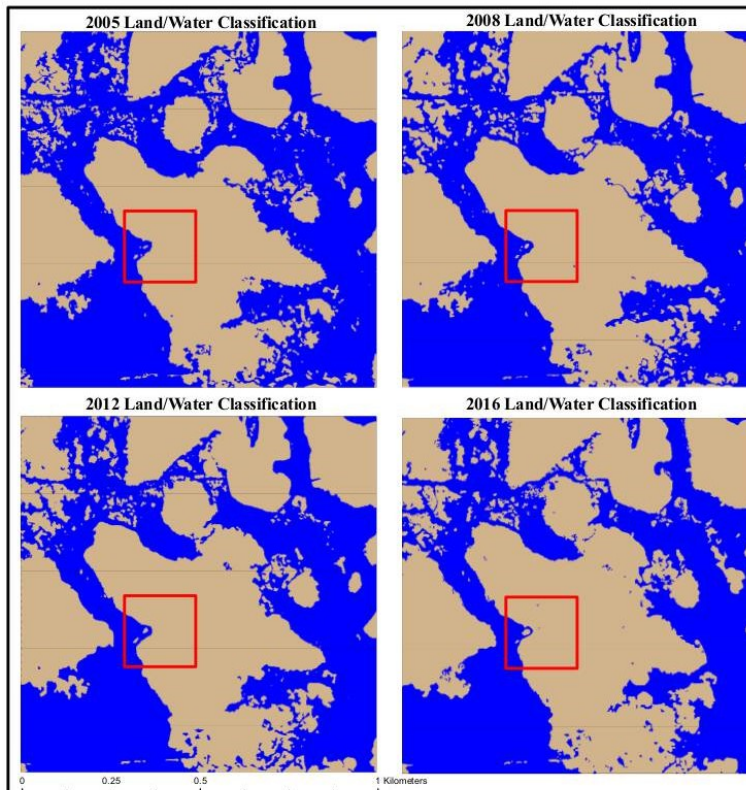 2005 Land/Water Classification
2008 Land/Water Classification
2012 Land/Water Classification
2016 Land/Water Classification
0 0.25 0.5 1 Kilometers